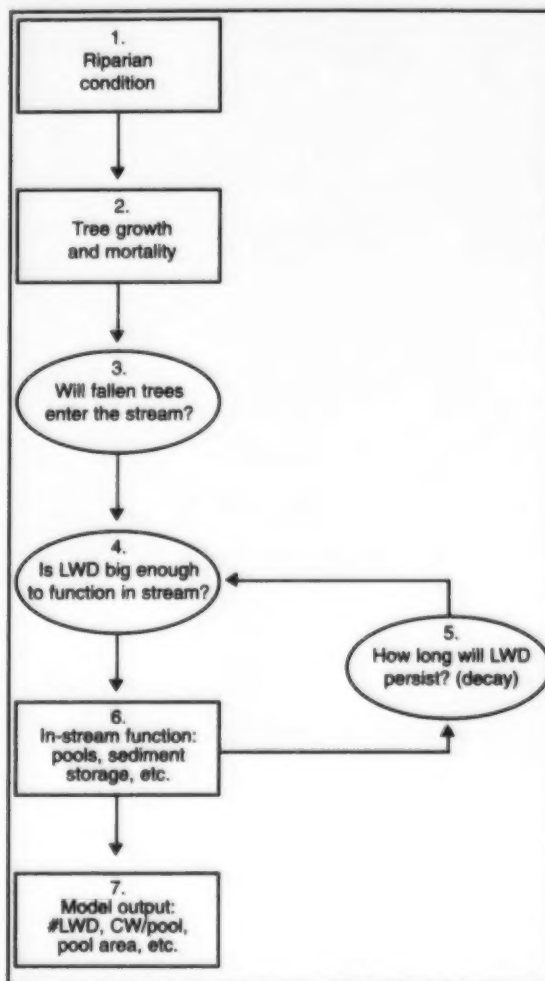 1.
Riparian
condition
2.
Tree growth
and mortality
3.
Will fallen trees
enter the stream?
4.
Is LWD big enough
to function in stream?
5.
How long will LWD
persist? (decay)
6.
In-stream function:
pools, sediment
storage, etc.
7.
Model output:
#LWD, CW/pool,
pool area, etc.